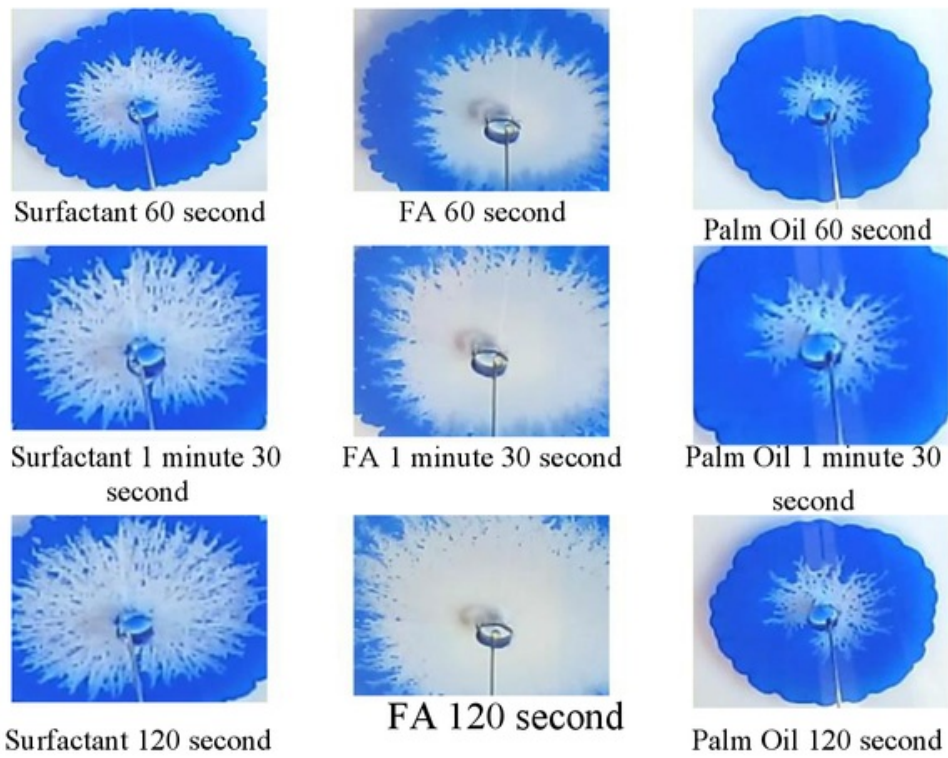 Surfactant 60 second
FA 60 second
Palm Oil 60 second
Surfactant 1 minute 30
second
FA 1 minute 30 second
Palm Oil 1 minute 30
second
Surfactant 120 second
FA 120 second
Palm Oil 120 second